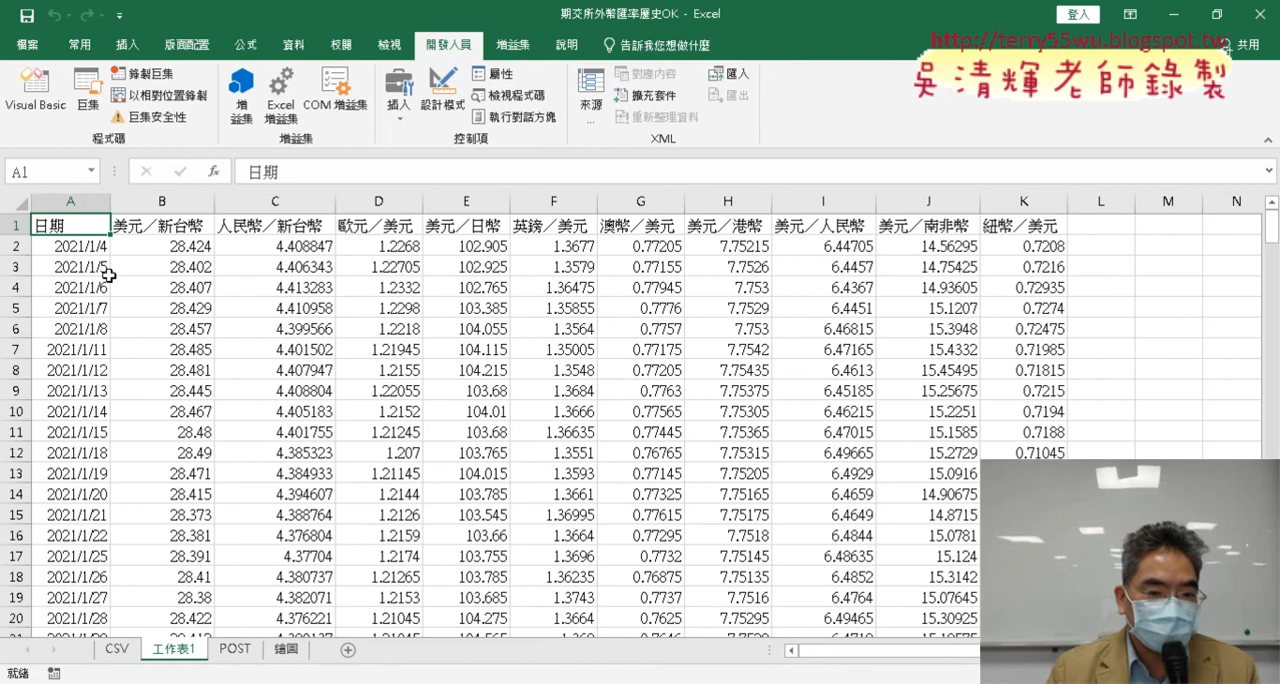 期交所外幣匯率歷史OK - Excel
登入
檔案 常用 插入 版面配置 公式 資料 校閱 檢視 開發人員 增益集 說明 告訴我您想做什麼 共用
http://terry55wu.blogspot.tw
吳清輝老師錄製
Visual Basic 巨集 錄製巨集 以相對位置錄製 巨集安全性
增益集 Excel 增益集 COM 增益集
插入 設計模式 屬性 檢視程式碼 執行對話方塊
來源... 對應內容 擴充套件 重新整理資料 匯入 匯出
程式碼 增益集 控制項 XML
A1 fx 日期
A B C D E F G H I J K L M N
1 日期 美元／新台幣 人民幣／新台幣 歐元／美元 美元／日幣 英鎊／美元 澳幣／美元 美元／港幣 美元／人民幣 美元／南非幣 紐幣／美元
2 2021/1/4 28.424 4.408847 1.2268 102.905 1.3677 0.77205 7.75215 6.44705 14.56295 0.7208
3 2021/1/5 28.402 4.406343 1.22705 102.925 1.3579 0.77155 7.7526 6.4457 14.75425 0.7216
4 2021/1/6 28.407 4.413283 1.2332 102.765 1.36475 0.77945 7.753 6.4367 14.93605 0.72935
5 2021/1/7 28.429 4.410958 1.2298 103.385 1.35855 0.7776 7.7529 6.4451 15.1207 0.7274
6 2021/1/8 28.457 4.399566 1.2218 104.055 1.3564 0.7757 7.753 6.46815 15.3948 0.72475
7 2021/1/11 28.485 4.401502 1.21945 104.115 1.35005 0.77175 7.7542 6.47165 15.4332 0.71985
8 2021/1/12 28.481 4.407947 1.2155 104.215 1.3548 0.77205 7.75435 6.4613 15.45495 0.71815
9 2021/1/13 28.445 4.408804 1.22055 103.68 1.3684 0.7763 7.75375 6.45185 15.25675 0.7215
10 2021/1/14 28.467 4.405183 1.2152 104.01 1.3666 0.77565 7.75305 6.46215 15.2251 0.7194
11 2021/1/15 28.48 4.401755 1.21245 103.68 1.36635 0.77445 7.75365 6.47015 15.1585 0.7188
12 2021/1/18 28.49 4.385323 1.207 103.765 1.3551 0.76765 7.75315 6.49665 15.2729 0.71045
13 2021/1/19 28.471 4.384933 1.21145 104.015 1.3593 0.77145 7.75205 6.4929 15.0916
14 2021/1/20 28.415 4.394607 1.2144 103.785 1.3661 0.77325 7.75165 6.4659 14.90675
15 2021/1/21 28.373 4.388764 1.2126 103.545 1.36995 0.77615 7.75175 6.4649 14.8715
16 2021/1/22 28.381 4.376804 1.2159 103.66 1.3664 0.77295 7.7518 6.4844 15.0781
17 2021/1/25 28.391 4.37704 1.2174 103.755 1.3696 0.7732 7.75145 6.48635 15.124
18 2021/1/26 28.41 4.380737 1.21265 103.785 1.36235 0.76875 7.75135 6.4852 15.3142
19 2021/1/27 28.38 4.382071 1.2153 103.685 1.3743 0.7737 7.7516 6.4764 15.07645
20 2021/1/28 28.422 4.376221 1.21045 104.275 1.3664 0.7625 7.75295 6.49465 15.30925
CSV 工作表1 POST 繪圖
就緒